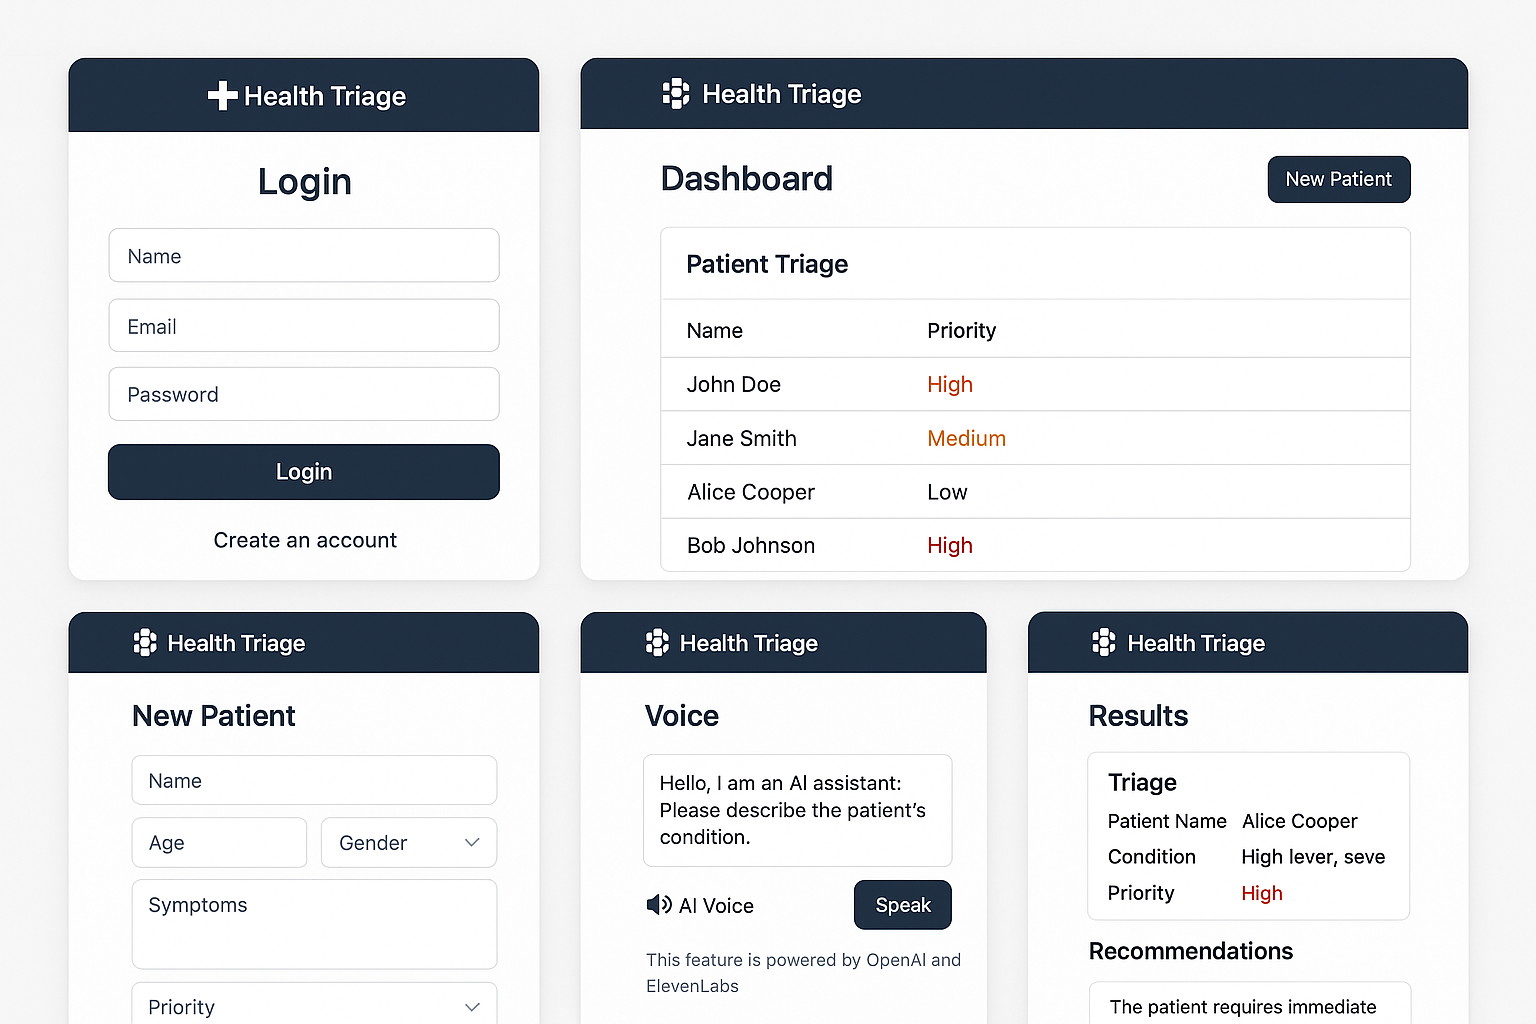 Health Triage
Login
Name
Email
Password
Login
Create an account
Health Triage
Dashboard
New Patient
Patient Triage
Name Priority
John Doe High
Jane Smith Medium
Alice Cooper Low
Bob Johnson High
Health Triage
New Patient
Name
Age Gender
Symptoms
Priority
Health Triage
Voice
Hello, I am an AI assistant:
Please describe the patient’s
condition.
AI Voice Speak
This feature is powered by OpenAI and
ElevenLabs
Health Triage
Results
Triage
Patient Name Alice Cooper
Condition High lever, seve
Priority High
Recommendations
The patient requires immediate